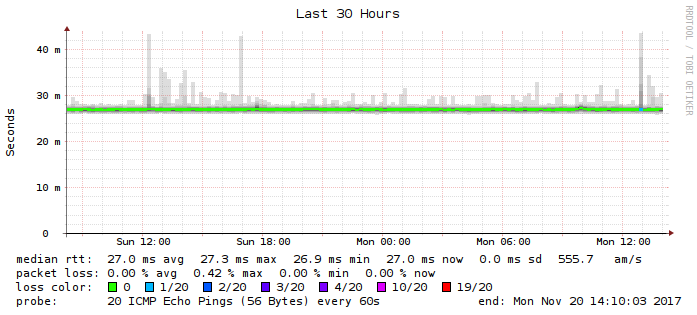 Last 30 Hours
RRDTOOL / TOBI OETIKER
Seconds
40 m
30 m
20 m
10 m
0
Sun 12:00 Sun 18:00 Mon 00:00 Mon 06:00 Mon 12:00
median rtt: 27.0 ms avg 27.3 ms max 26.9 ms min 27.0 ms now 0.0 ms sd 555.7 am/s
packet loss: 0.00 % avg 0.42 % max 0.00 % min 0.00 % now
loss color: 0 1/20 2/20 3/20 4/20 10/20 19/20
probe: 20 ICMP Echo Pings (56 Bytes) every 60s end: Mon Nov 20 14:10:03 2017